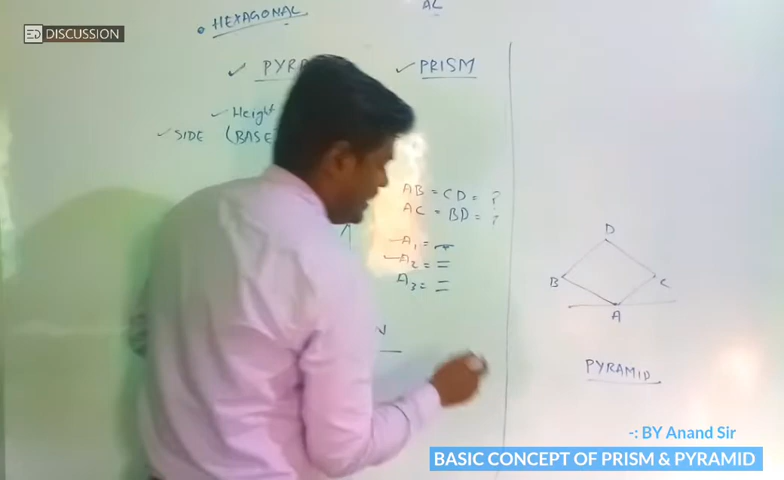 • HEXAGONAL
AC
ED DISCUSSION
✓ PRISM
✓ Height
✓ SIDE (BASE
AB = CD = ?
AC = BD = ?
A1 =
A2 =
A3 =
D
B
C
A
PYRAMID
-: BY Anand Sir
BASIC CONCEPT OF PRISM & PYRAMID